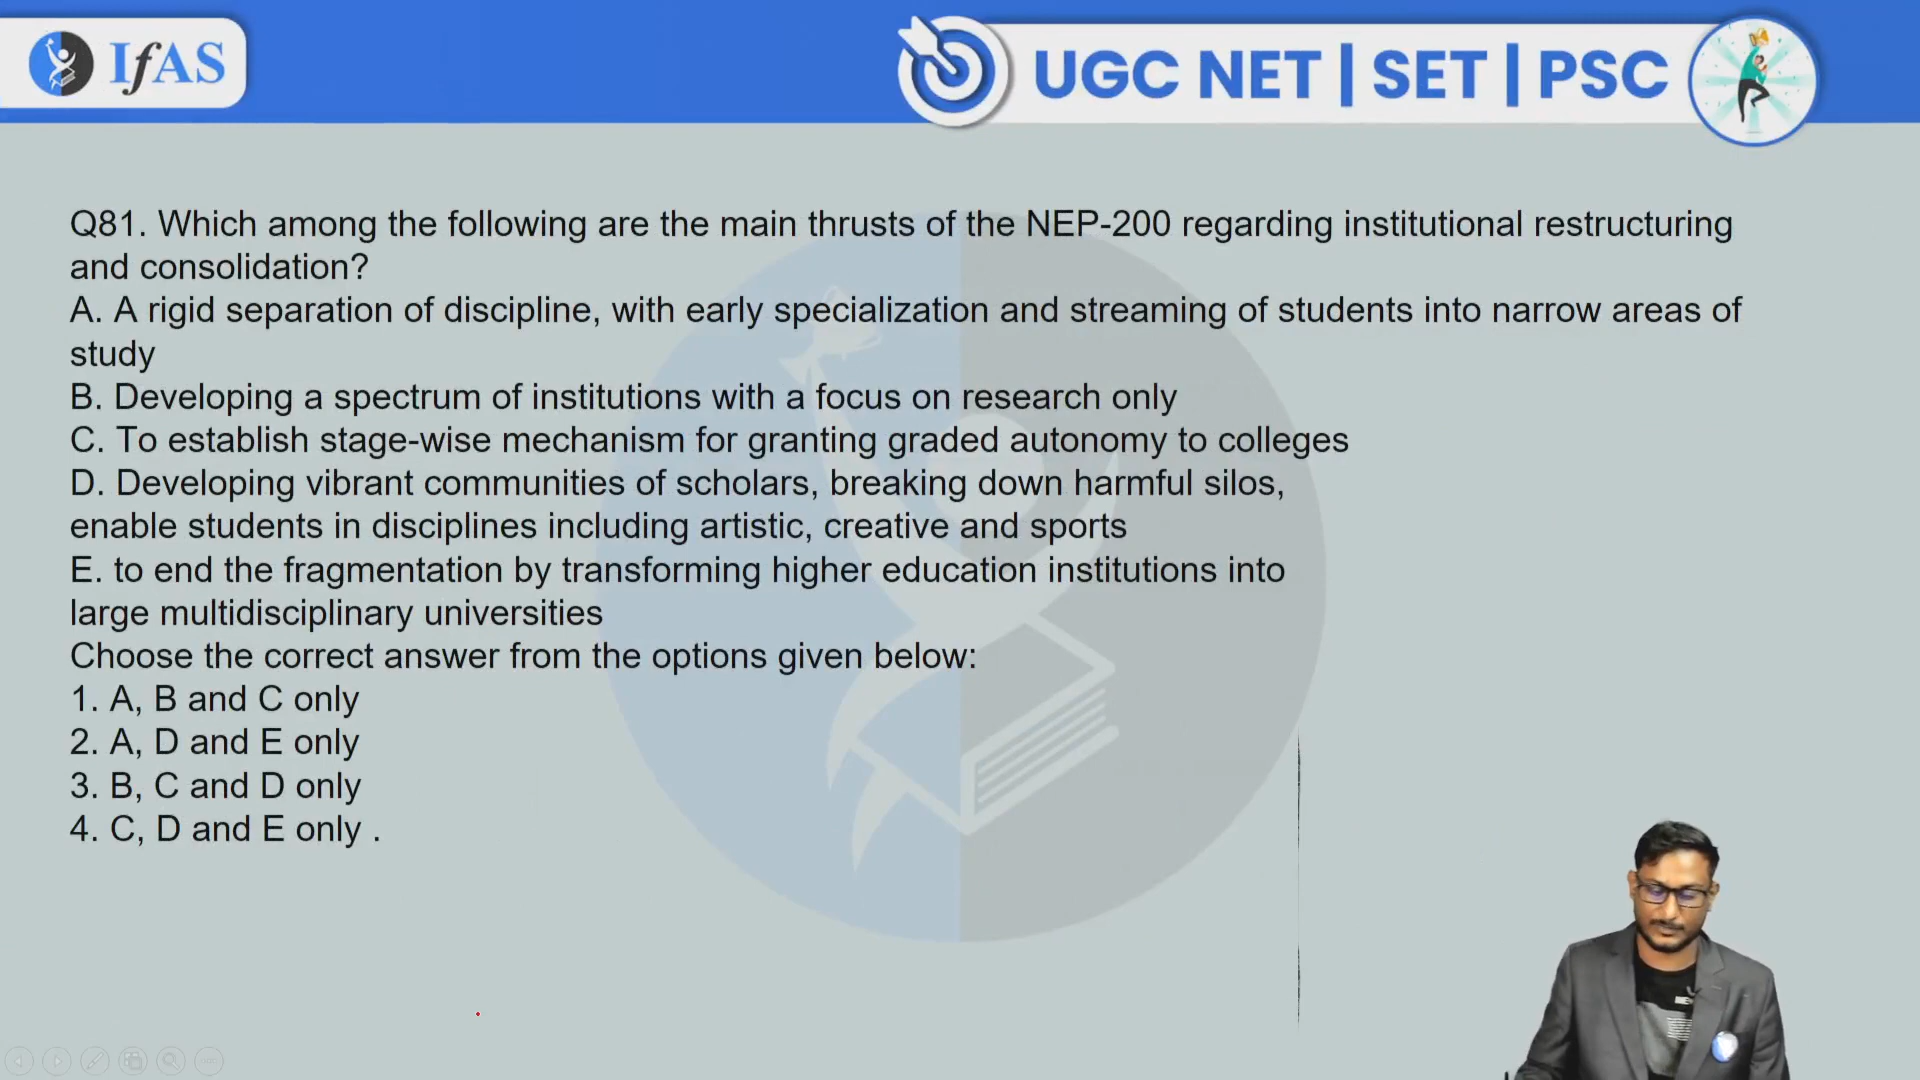 IfAS
UGC NET | SET | PSC
Q81. Which among the following are the main thrusts of the NEP-200 regarding institutional restructuring
and consolidation?
A. A rigid separation of discipline, with early specialization and streaming of students into narrow areas of
study
B. Developing a spectrum of institutions with a focus on research only
C. To establish stage-wise mechanism for granting graded autonomy to colleges
D. Developing vibrant communities of scholars, breaking down harmful silos,
enable students in disciplines including artistic, creative and sports
E. to end the fragmentation by transforming higher education institutions into
large multidisciplinary universities
Choose the correct answer from the options given below:
1. A, B and C only
2. A, D and E only
3. B, C and D only
4. C, D and E only .